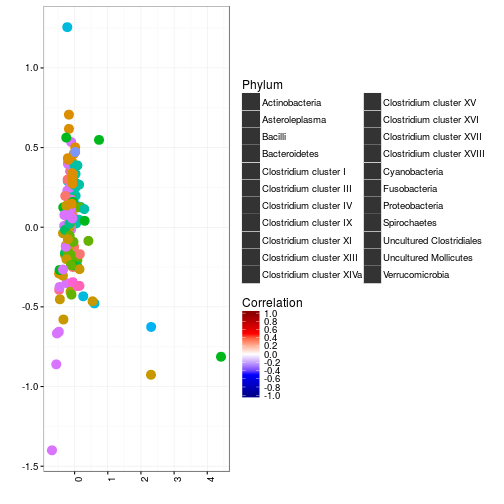 1.0
0.5
0.0
-0.5
-1.0
-1.5
0
1
2
3
4
Phylum
Actinobacteria
Asteroleplasma
Bacilli
Bacteroidetes
Clostridium cluster I
Clostridium cluster III
Clostridium cluster IV
Clostridium cluster IX
Clostridium cluster XI
Clostridium cluster XIII
Clostridium cluster XIVa
Clostridium cluster XV
Clostridium cluster XVI
Clostridium cluster XVII
Clostridium cluster XVIII
Cyanobacteria
Fusobacteria
Proteobacteria
Spirochaetes
Uncultured Clostridiales
Uncultured Mollicutes
Verrucomicrobia
Correlation
1.0
0.8
0.6
0.4
0.2
0.0
-0.2
-0.4
-0.6
-0.8
-1.0